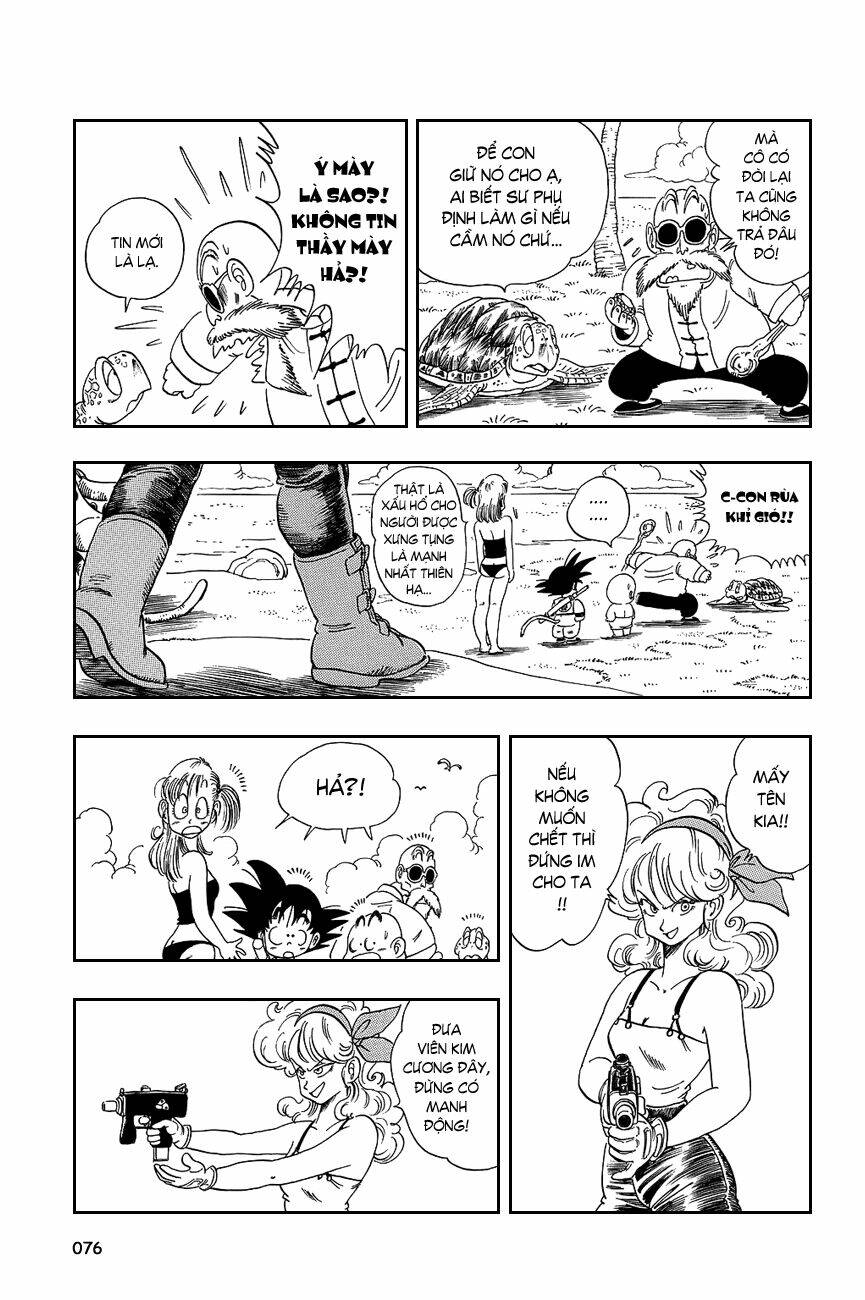 MÀ
CÔ CÓ
ĐÒI LẠI
TA CŨNG
KHÔNG
TRẢ ĐÂU
ĐÓ!
ĐỂ CON
GIỮ NÓ CHO Ạ,
AI BIẾT SƯ PHỤ
ĐỊNH LÀM GÌ NẾU
CẦM NÓ CHỨ...
Ý MÀY
LÀ SAO?!
KHÔNG TIN
THẦY MÀY
HẢ?!
TIN MỚI
LÀ LẠ.
C-CON RÙA
KHỈ GIÓ!!
....
....
THẬT LÀ
XẤU HỔ CHO
NGƯỜI ĐƯỢC
XƯNG TỤNG
LÀ MẠNH
NHẤT THIÊN
HẠ...
MẤY
TÊN
KIA!!
NẾU
KHÔNG
MUỐN
CHẾT THÌ
ĐỨNG IM
CHO TA
!!
HẢ?!
ĐƯA
VIÊN KIM
CƯƠNG ĐÂY,
ĐỪNG CÓ
MANH
ĐỘNG!
076